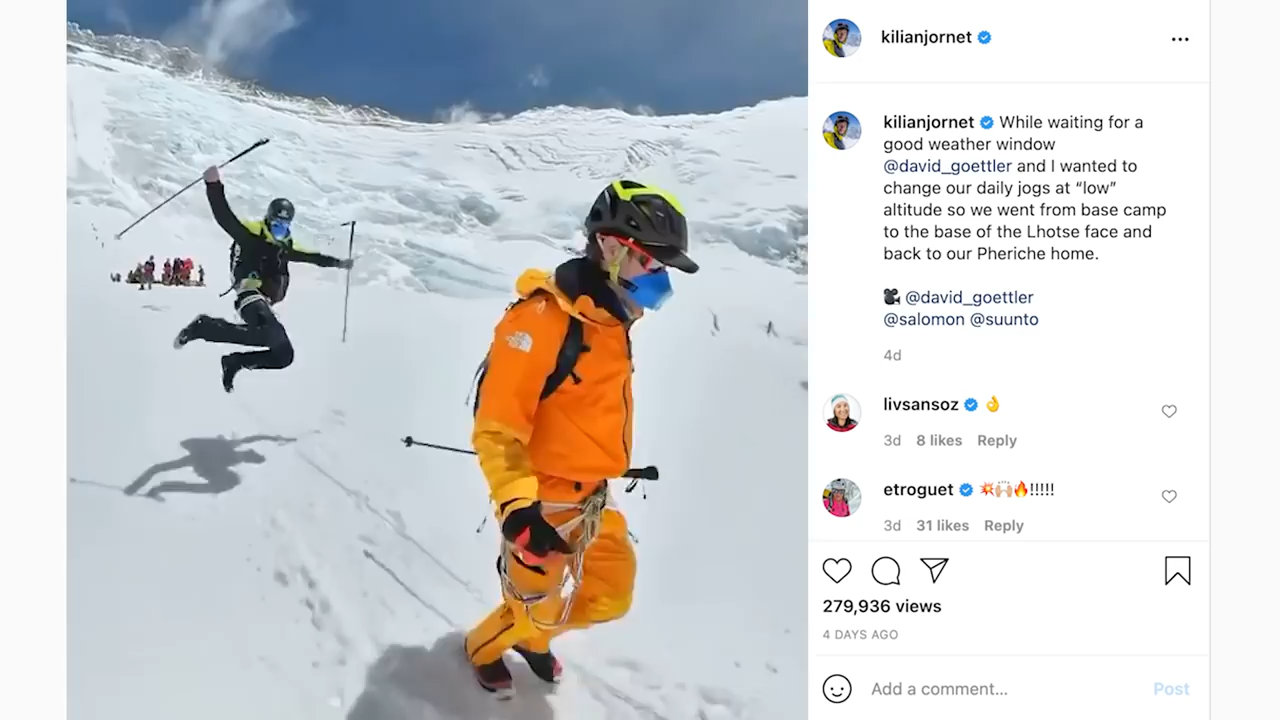 kilianjornet
kilianjornet While waiting for a
good weather window
@david_goettler and I wanted to
change our daily jogs at “low”
altitude so we went from base camp
to the base of the Lhotse face and
back to our Pheriche home.
🎥 @david_goettler
@salomon @suunto
4d
livsansoz 👌
3d 8 likes Reply
etroguet 💥🙌🏼🔥!!!!!
3d 31 likes Reply
279,936 views
4 DAYS AGO
Add a comment... Post